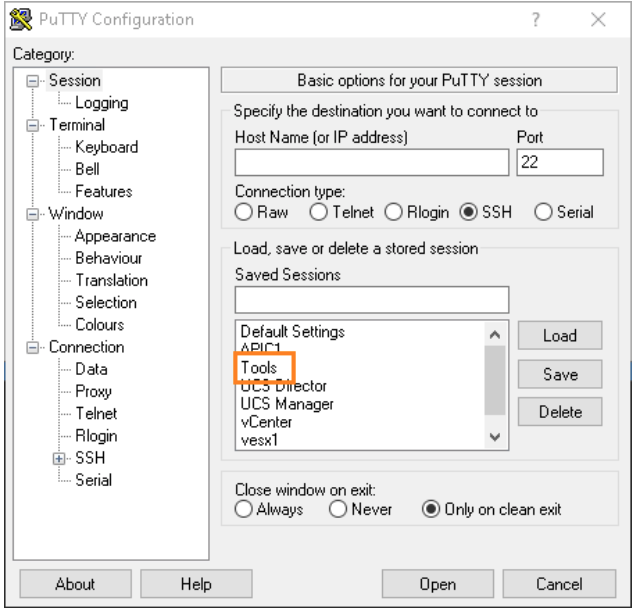 PuTTY Configuration
?
Category:
Session
Logging
Terminal
Keyboard
Bell
Features
Window
Appearance
Behaviour
Translation
Selection
Colours
Connection
Data
Proxy
Telnet
Rlogin
SSH
Serial
Basic options for your PuTTY session
Specify the destination you want to connect to
Host Name (or IP address) Port
22
Connection type:
Raw Telnet Rlogin SSH Serial
Load, save or delete a stored session
Saved Sessions
Default Settings
APIC1
Tools
UCS Director
UCS Manager
vCenter
vesx1
Load
Save
Delete
Close window on exit:
Always Never Only on clean exit
About Help Open Cancel